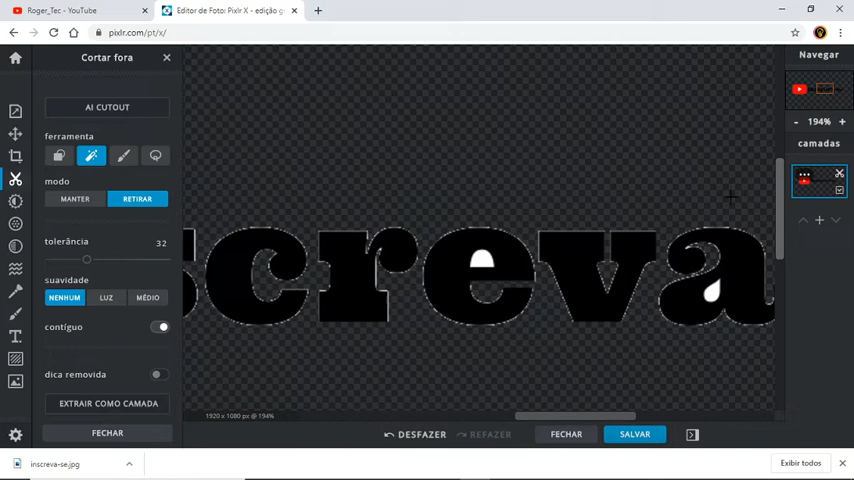 Roger_Tec - YouTube
Editor de Foto: Pixlr X - edição g
pixlr.com/pt/x/
Cortar fora
Navegar
AI CUTOUT
ferramenta
- 194% +
camadas
modo
MANTER RETIRAR
tolerância 32
suavidade
NENHUM LUZ MÉDIO
contíguo
dica removida
EXTRAIR COMO CAMADA
FECHAR
screva
1920 x 1080 px @ 194%
DESFAZER REFAZER FECHAR SALVAR
inscreva-se.jpg
Exibir todos